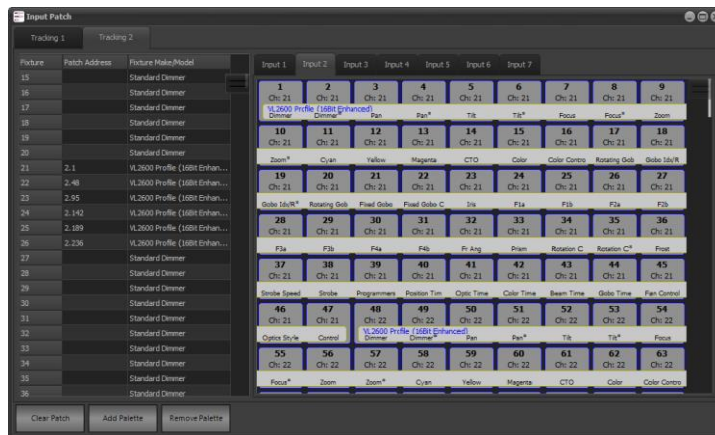 Input Patch
Tracking 1 Tracking 2
Fixture Patch Address Fixture Make/Model
15 Standard Dimmer
16 Standard Dimmer
17 Standard Dimmer
18 Standard Dimmer
19 Standard Dimmer
20 Standard Dimmer
21 2.1 VL2600 Profile (16Bit Enhan...
22 2.48 VL2600 Profile (16Bit Enhan...
23 2.95 VL2600 Profile (16Bit Enhan...
24 2.142 VL2600 Profile (16Bit Enhan...
25 2.189 VL2600 Profile (16Bit Enhan...
26 2.236 VL2600 Profile (16Bit Enhan...
27 Standard Dimmer
28 Standard Dimmer
29 Standard Dimmer
30 Standard Dimmer
31 Standard Dimmer
32 Standard Dimmer
33 Standard Dimmer
34 Standard Dimmer
35 Standard Dimmer
36 Standard Dimmer
Clear Patch Add Palette Remove Palette
Input 1 Input 2 Input 3 Input 4 Input 5 Input 6 Input 7
1 2 3 4 5 6 7 8 9
Ch: 21 Ch: 21 Ch: 21 Ch: 21 Ch: 21 Ch: 21 Ch: 21 Ch: 21 Ch: 21
VL2600 Profile (16Bit Enhanced)
Dimmer Dimmer* Pan Pan* Tilt Tilt* Focus Focus* Zoom
10 11 12 13 14 15 16 17 18
Ch: 21 Ch: 21 Ch: 21 Ch: 21 Ch: 21 Ch: 21 Ch: 21 Ch: 21 Ch: 21
Zoom* Cyan Yellow Magenta CTO Color Color Contro Rotating Gob Gobo Idx/R
19 20 21 22 23 24 25 26 27
Ch: 21 Ch: 21 Ch: 21 Ch: 21 Ch: 21 Ch: 21 Ch: 21 Ch: 21 Ch: 21
Gobo Idx/R* Rotating Gob Fixed Gobo Fixed Gobo C Iris F1a F1b F2a F2b
28 29 30 31 32 33 34 35 36
Ch: 21 Ch: 21 Ch: 21 Ch: 21 Ch: 21 Ch: 21 Ch: 21 Ch: 21 Ch: 21
F3a F3b F4a F4b Fr Ang Prism Rotation C Rotation C* Frost
37 38 39 40 41 42 43 44 45
Ch: 21 Ch: 21 Ch: 21 Ch: 21 Ch: 21 Ch: 21 Ch: 21 Ch: 21 Ch: 21
Strobe Speed Strobe Programmers Position Tim Optic Time Color Time Beam Time Gobo Time Fan Control
46 47 48 49 50 51 52 53 54
Ch: 21 Ch: 21 Ch: 22 Ch: 22 Ch: 22 Ch: 22 Ch: 22 Ch: 22 Ch: 22
VL2600 Profile (16Bit Enhanced)
Optics Style Control Dimmer Dimmer* Pan Pan* Tilt Tilt* Focus
55 56 57 58 59 60 61 62 63
Ch: 22 Ch: 22 Ch: 22 Ch: 22 Ch: 22 Ch: 22 Ch: 22 Ch: 22 Ch: 22
Focus* Zoom Zoom* Cyan Yellow Magenta CTO Color Color Contro